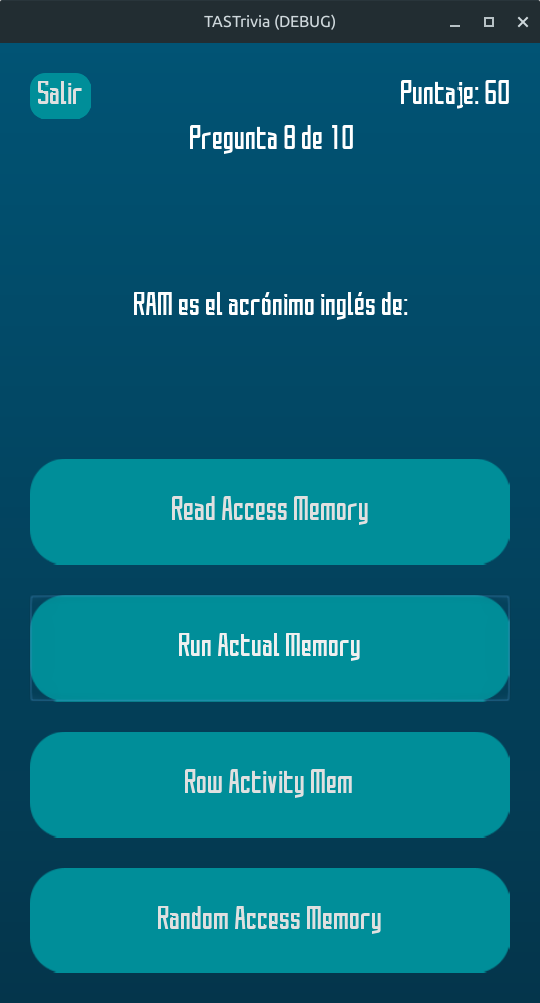 TASTrivia (DEBUG)
Salir
Puntaje: 60
Pregunta 8 de 10
RAM es el acrónimo inglés de:
Read Access Memory
Run Actual Memory
Row Activity Mem
Random Access Memory